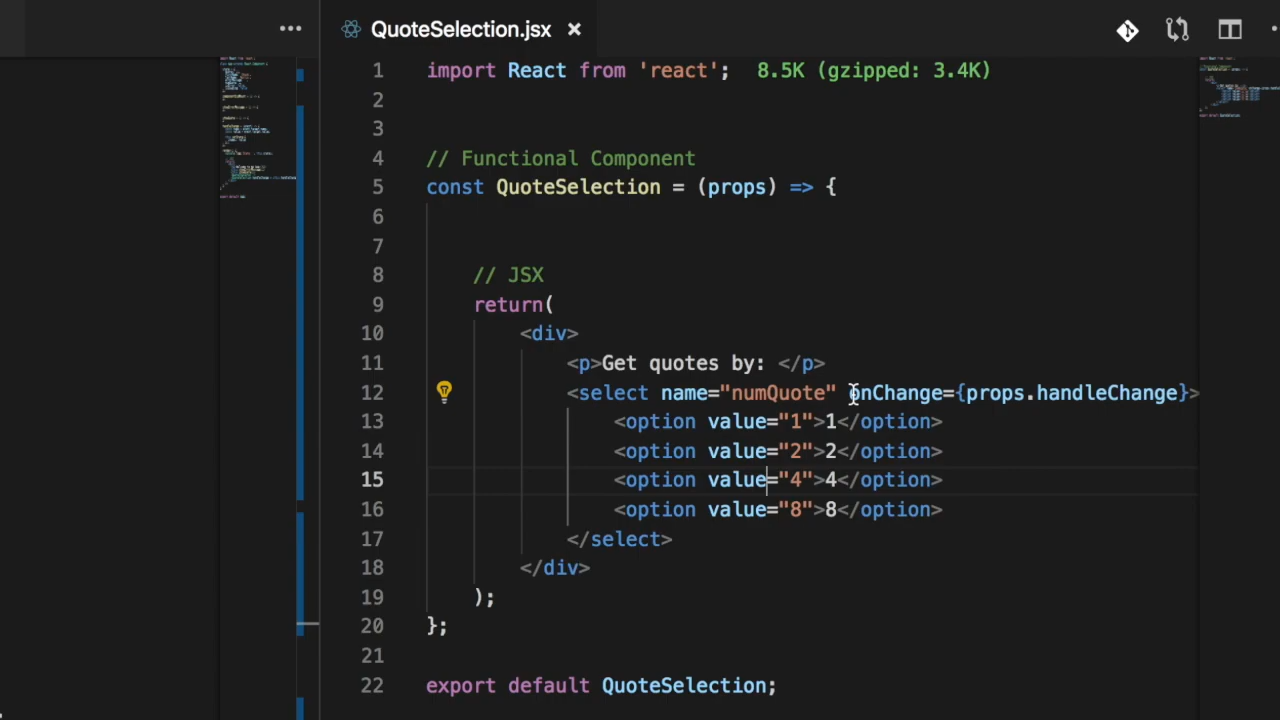 QuoteSelection.jsx
1 import React from 'react'; 8.5K (gzipped: 3.4K)
2
3
4 // Functional Component
5 const QuoteSelection = (props) => {
6
7
8 // JSX
9 return(
10 <div>
11 <p>Get quotes by: </p>
12 <select name="numQuote" onChange={props.handleChange}>
13 <option value="1">1</option>
14 <option value="2">2</option>
15 <option value="4">4</option>
16 <option value="8">8</option>
17 </select>
18 </div>
19 );
20 };
21
22 export default QuoteSelection;